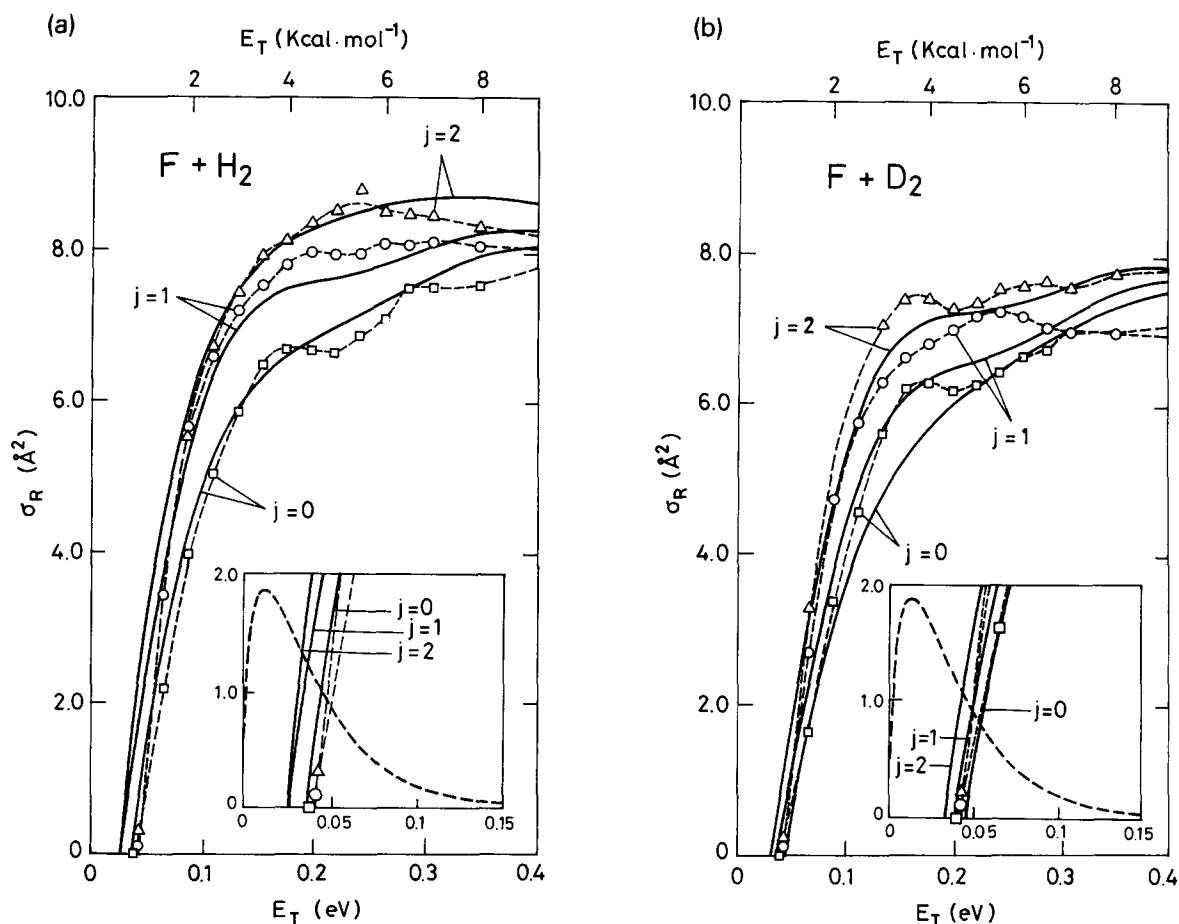 (a)
E_T (Kcal·mol⁻¹)
2 4 6 8
10.0
8.0
6.0
4.0
2.0
0
σ_R (Å²)
F + H₂
j=2
j=1
j=0
2.0
1.0
0
j=0
j=1
j=2
0 0.05 0.15
0 0.1 0.2 0.3 0.4
E_T (eV)
(b)
E_T (Kcal·mol⁻¹)
2 4 6 8
10.0
8.0
6.0
4.0
2.0
0
σ_R (Å²)
F + D₂
j=2
j=1
j=0
2.0
1.0
0
j=0
j=1
j=2
0 0.05 0.15
0 0.1 0.2 0.3 0.4
E_T (eV)